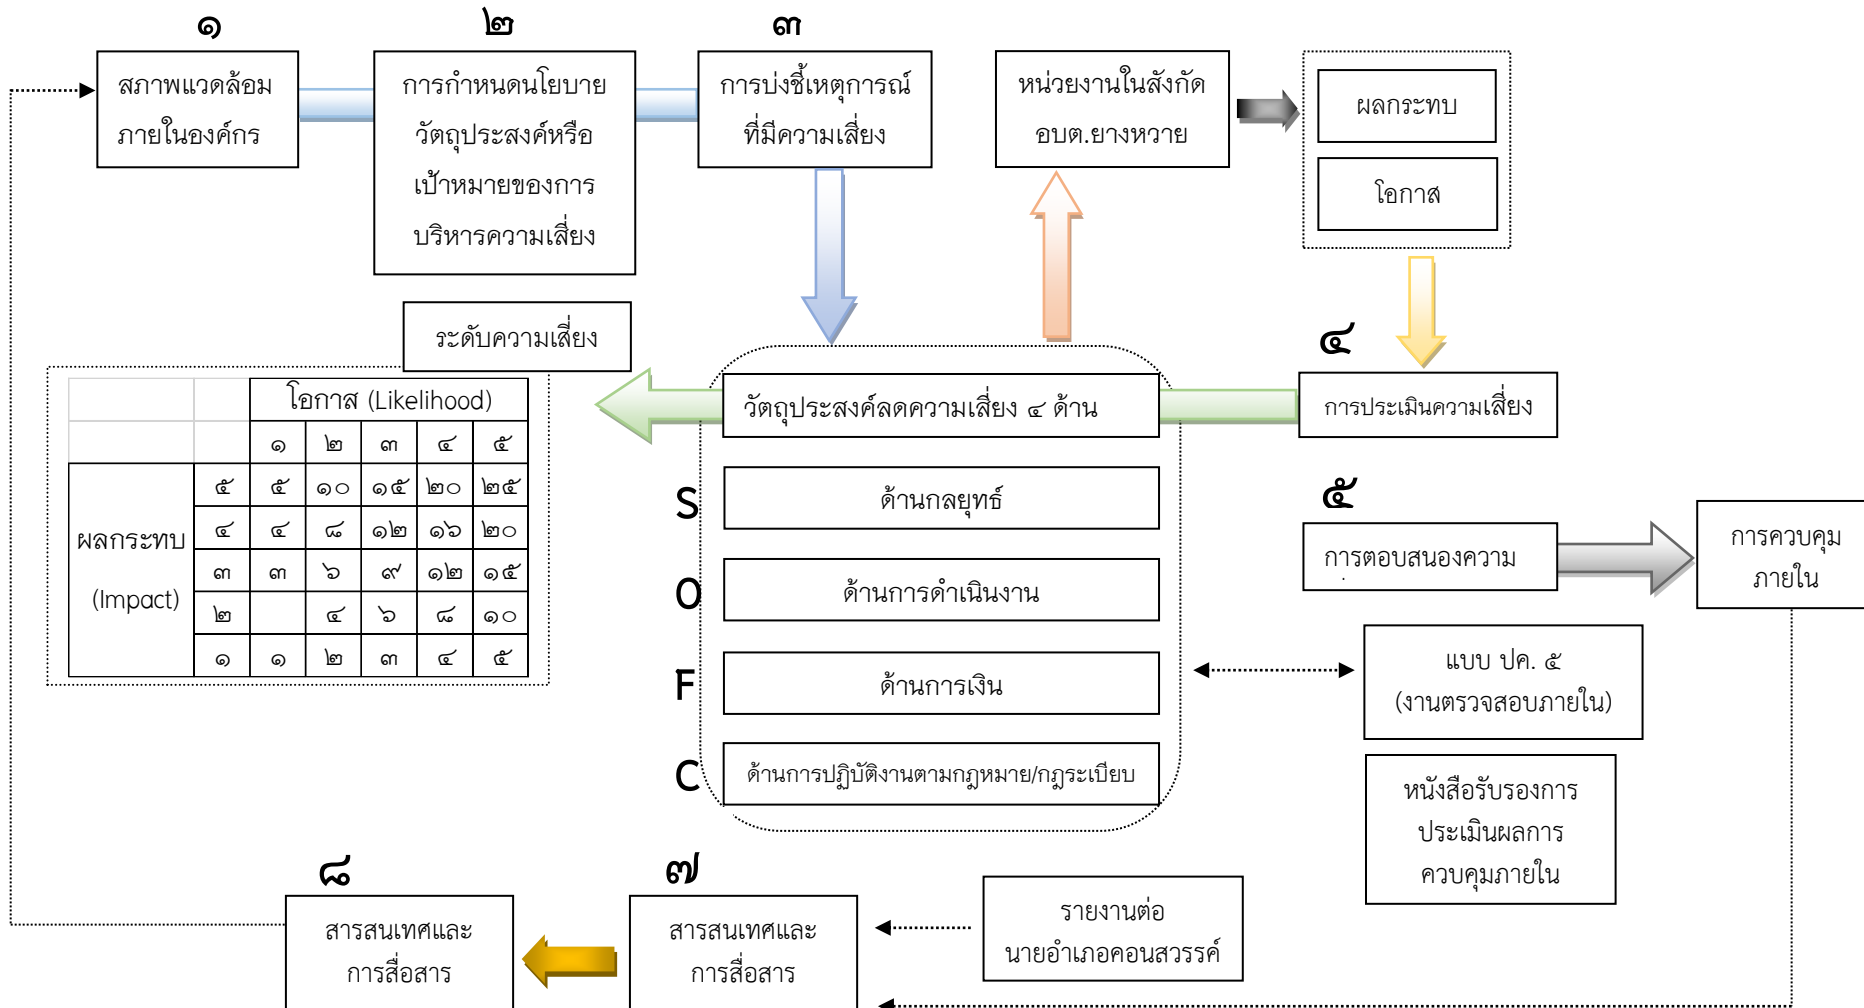 ๑
สภาพแวดล้อม
ภายในองค์กร
๒
การกำหนดนโยบาย
วัตถุประสงค์หรือ
เป้าหมายของการ
บริหารความเสี่ยง
๓
การบ่งชี้เหตุการณ์
ที่มีความเสี่ยง
หน่วยงานในสังกัด
อบต.ยางหวาย
ผลกระทบ
โอกาส
ระดับความเสี่ยง
โอกาส (Likelihood)
๑ ๒ ๓ ๔ ๕
ผลกระทบ
(Impact)
๕ ๕ ๑๐ ๑๕ ๒๐ ๒๕
๔ ๔ ๘ ๑๒ ๑๖ ๒๐
๓ ๓ ๖ ๙ ๑๒ ๑๕
๒ ๔ ๖ ๘ ๑๐
๑ ๑ ๒ ๓ ๔ ๕
วัตถุประสงค์ลดความเสี่ยง ๔ ด้าน
S ด้านกลยุทธ์
O ด้านการดำเนินงาน
F ด้านการเงิน
C ด้านการปฏิบัติงานตามกฎหมาย/กฎระเบียบ
๔
การประเมินความเสี่ยง
๕
การตอบสนองความ
การควบคุม
ภายใน
แบบ ปค. ๕
(งานตรวจสอบภายใน)
หนังสือรับรองการ
ประเมินผลการ
ควบคุมภายใน
๘
สารสนเทศและ
การสื่อสาร
๗
สารสนเทศและ
การสื่อสาร
รายงานต่อ
นายอำเภอคอนสวรรค์